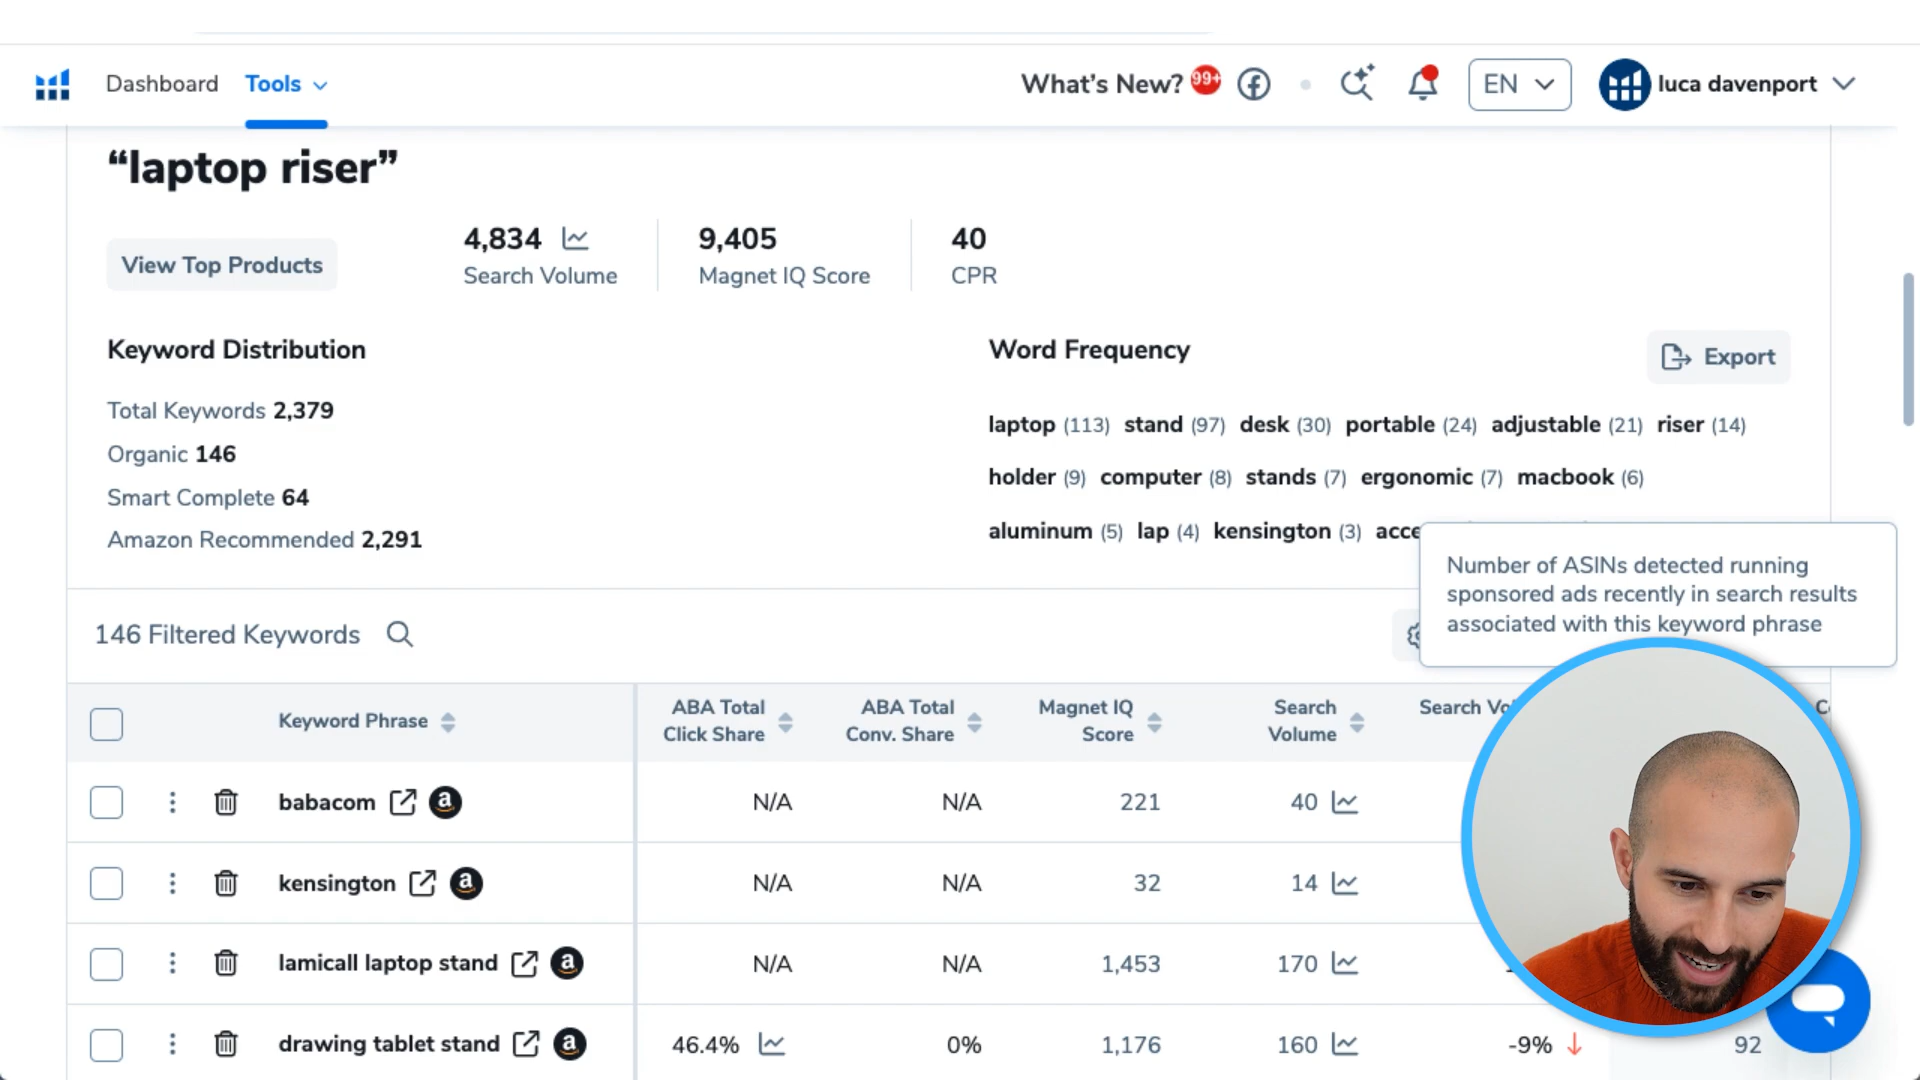 Dashboard Tools What's New? 99+ EN luca davenport
“laptop riser”
View Top Products
4,834 9,405 40
Search Volume Magnet IQ Score CPR
Keyword Distribution
Total Keywords 2,379
Organic 146
Smart Complete 64
Amazon Recommended 2,291
Word Frequency Export
laptop (113) stand (97) desk (30) portable (24) adjustable (21) riser (14)
holder (9) computer (8) stands (7) ergonomic (7) macbook (6)
aluminum (5) lap (4) kensington (3) acce
Number of ASINs detected running
sponsored ads recently in search results
associated with this keyword phrase
146 Filtered Keywords
Keyword Phrase ABA Total Click Share ABA Total Conv. Share Magnet IQ Score Search Volume Search Vo
babacom N/A N/A 221 40
kensington N/A N/A 32 14
lamicall laptop stand N/A N/A 1,453 170
drawing tablet stand 46.4% 0% 1,176 160 -9% 92